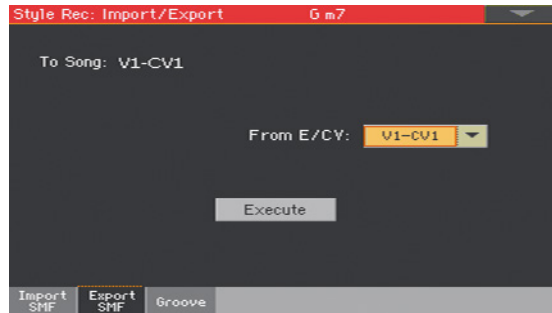 Style Rec: Import/Export G m7
To Song: V1-CV1
From E/CV: V1-CV1
Execute
Import SMF Export SMF Groove